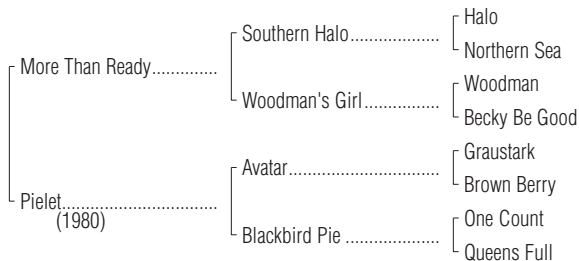 Halo
Southern Halo...................
Northern Sea
More Than Ready..............
Woodman
Woodman's Girl................
Becky Be Good
Graustark
Avatar................................
Brown Berry
Pielet.................................
(1980)
One Count
Blackbird Pie ....................
Queens Full